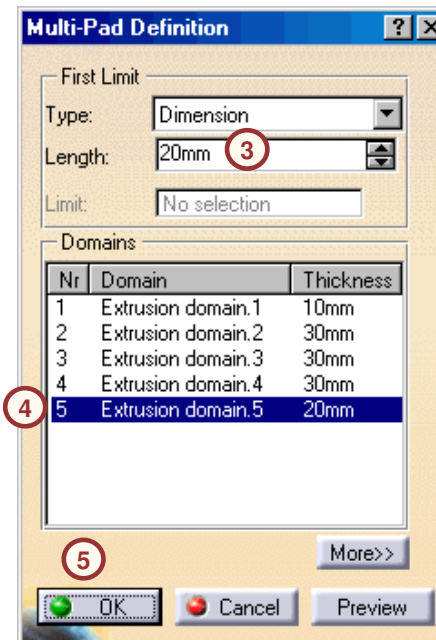 Multi-Pad Definition
First Limit
Type: Dimension
Length: 20mm 3
Limit: No selection
Domains
Nr Domain Thickness
1 Extrusion domain.1 10mm
2 Extrusion domain.2 30mm
3 Extrusion domain.3 30mm
4 Extrusion domain.4 30mm
4 5 Extrusion domain.5 20mm
More>>
5
OK Cancel Preview